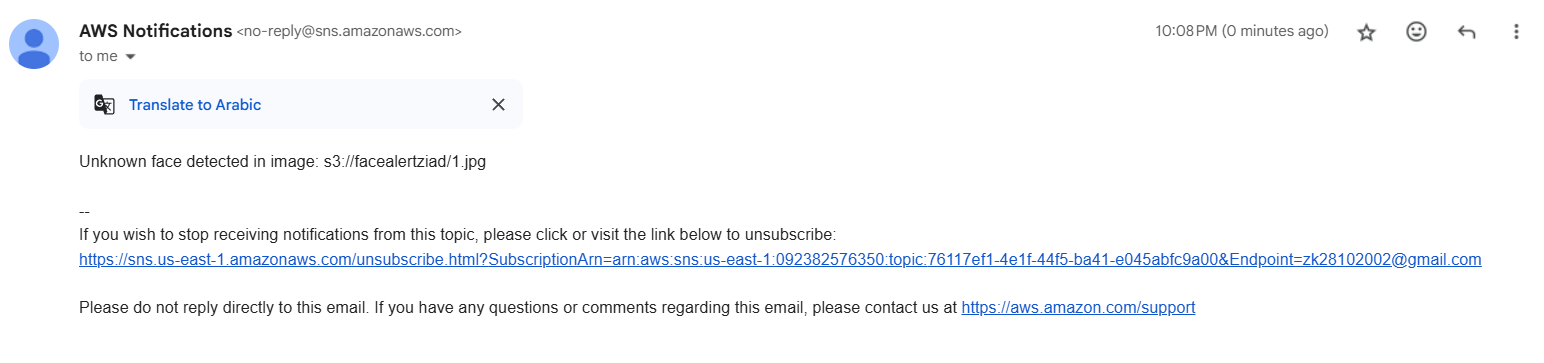 AWS Notifications <no-reply@sns.amazonaws.com>
10:08 PM (0 minutes ago)
to me
Translate to Arabic
Unknown face detected in image: s3://facealertziad/1.jpg
--
If you wish to stop receiving notifications from this topic, please click or visit the link below to unsubscribe:
https://sns.us-east-1.amazonaws.com/unsubscribe.html?SubscriptionArn=arn:aws:sns:us-east-1:092382576350:topic:76117ef1-4e1f-44f5-ba41-e045abfc9a00&Endpoint=zk28102002@gmail.com
Please do not reply directly to this email. If you have any questions or comments regarding this email, please contact us at https://aws.amazon.com/support